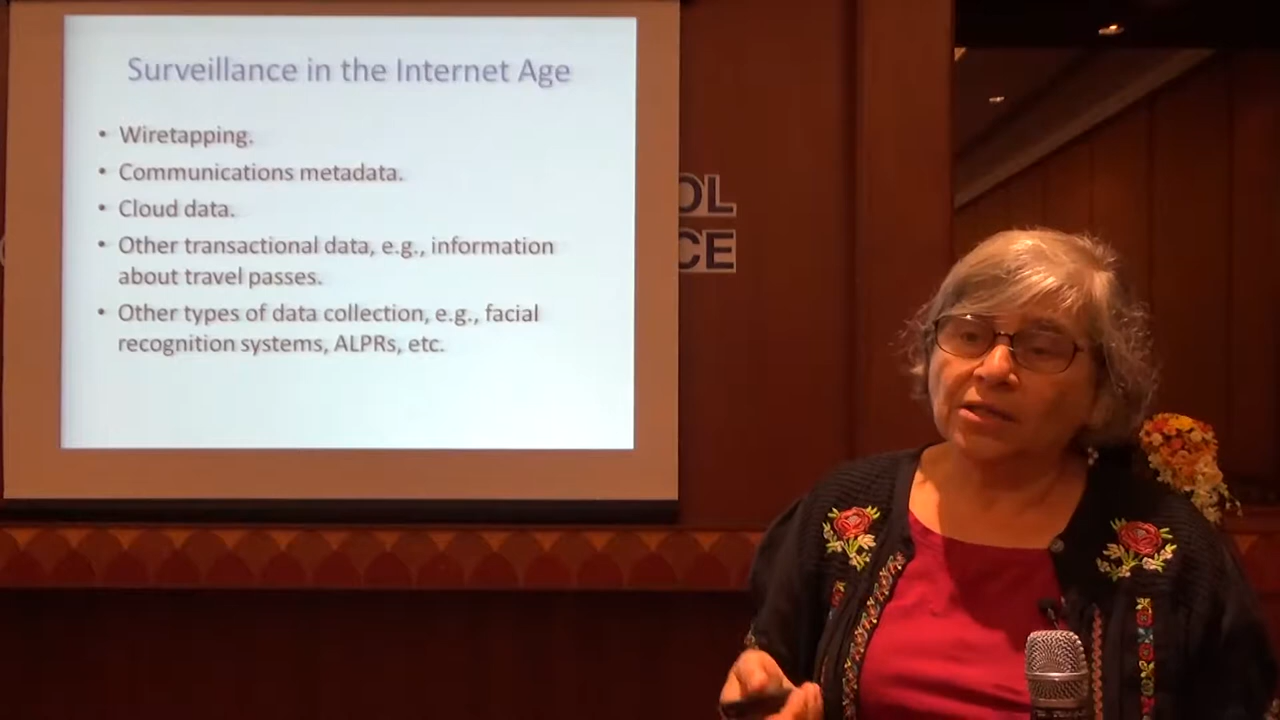 Surveillance in the Internet Age
• Wiretapping.
• Communications metadata.
• Cloud data.
• Other transactional data, e.g., information
about travel passes.
• Other types of data collection, e.g., facial
recognition systems, ALPRs, etc.
OL
CE